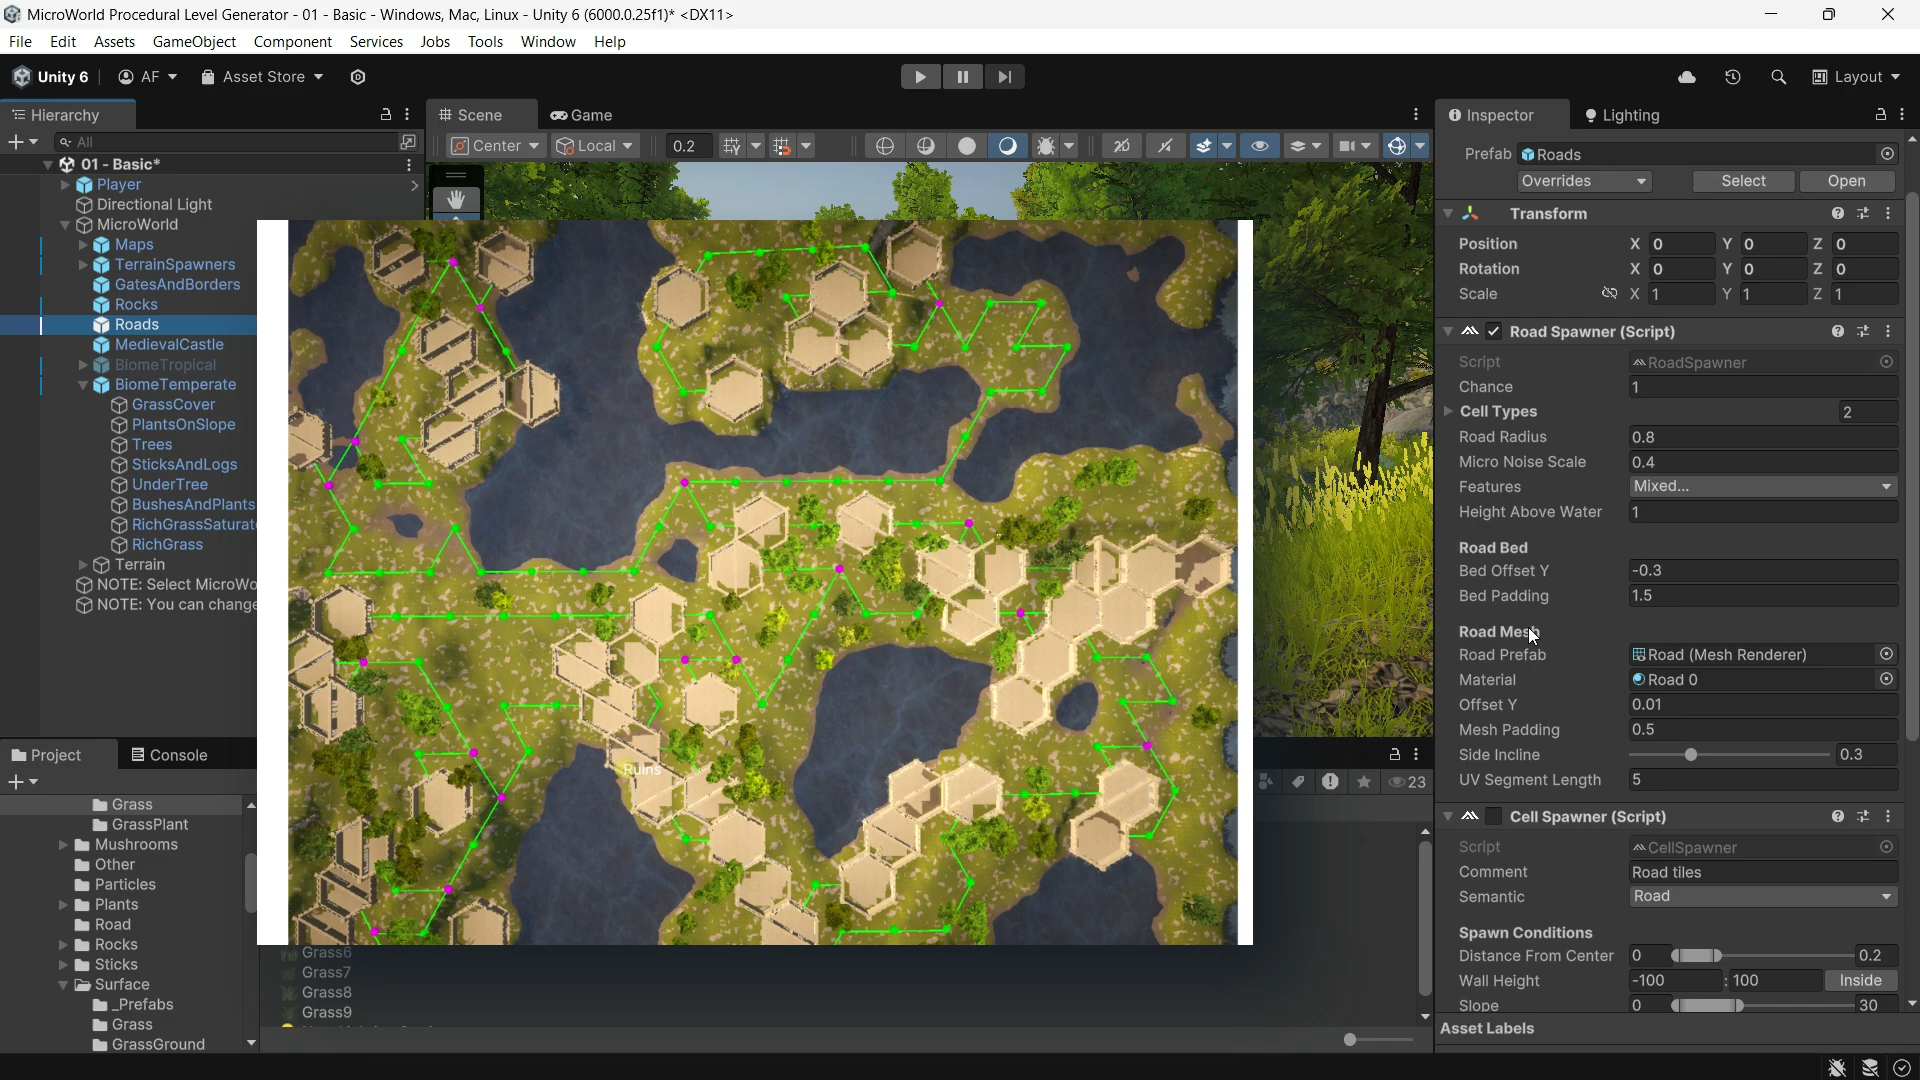 MicroWorld Procedural Level Generator - 01 - Basic - Windows, Mac, Linux - Unity 6 (6000.0.25f1)* <DX11>
File Edit Assets GameObject Component Services Jobs Tools Window Help
Unity 6 AF Asset Store Layout
Hierarchy
All
01 - Basic*
Player
Directional Light
MicroWorld
Maps
TerrainSpawners
GatesAndBorders
Rocks
Roads
MedievalCastle
BiomeTropical
BiomeTemperate
GrassCover
PlantsOnSlope
Trees
SticksAndLogs
UnderTree
BushesAndPlants
RichGrassSaturat
RichGrass
Terrain
NOTE: Select MicroWo
NOTE: You can change
Project Console
Grass
GrassPlant
Mushrooms
Other
Particles
Plants
Road
Rocks
Sticks
Surface
_Prefabs
Grass
GrassGround
Scene Game
Center Local 0.2 2D
Ruins
23
Grass6
Grass7
Grass8
Grass9
Inspector Lighting
Prefab Roads
Overrides Select Open
Transform
Position X 0 Y 0 Z 0
Rotation X 0 Y 0 Z 0
Scale X 1 Y 1 Z 1
Road Spawner (Script)
Script RoadSpawner
Chance 1
Cell Types 2
Road Radius 0.8
Micro Noise Scale 0.4
Features Mixed...
Height Above Water 1
Road Bed
Bed Offset Y -0.3
Bed Padding 1.5
Road Mesh
Road Prefab Road (Mesh Renderer)
Material Road 0
Offset Y 0.01
Mesh Padding 0.5
Side Incline 0.3
UV Segment Length 5
Cell Spawner (Script)
Script CellSpawner
Comment Road tiles
Semantic Road
Spawn Conditions
Distance From Center 0 0.2
Wall Height -100 : 100 Inside
Slope 0 30
Asset Labels